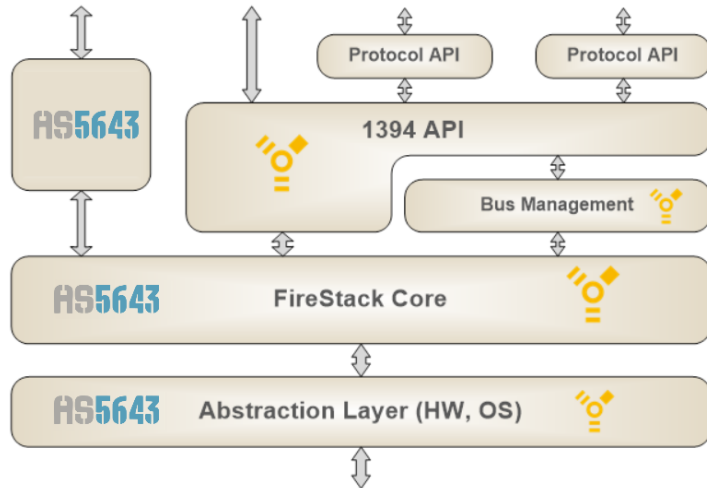 Protocol API
Protocol API
AS5643
1394 API
Bus Management
AS5643
FireStack Core
AS5643
Abstraction Layer (HW, OS)